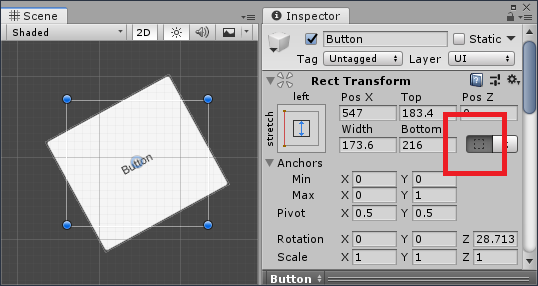 Scene
Shaded
2D
Button
Inspector
Button
Static
Tag
Untagged
Layer
UI
Rect Transform
left
stretch
Pos X
Top
Pos Z
547
183.4
Width
Bottom
173.6
216
Anchors
Min
X
0
Y
0
Max
X
0
Y
1
Pivot
X
0.5
Y
0.5
Rotation
X
0
Y
0
Z
28.713
Scale
X
1
Y
1
Z
1
Button